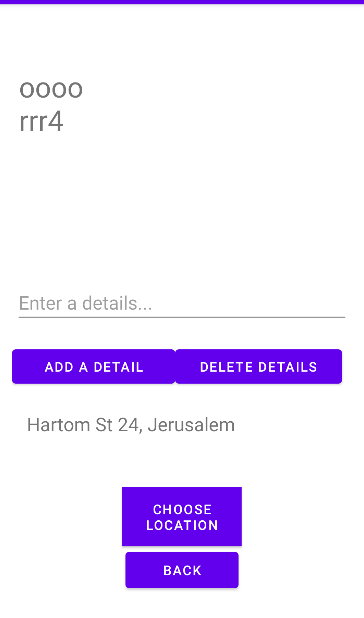 oooo
rrr4
Enter a details...
ADD A DETAIL DELETE DETAILS
Hartom St 24, Jerusalem
CHOOSE
LOCATION
BACK